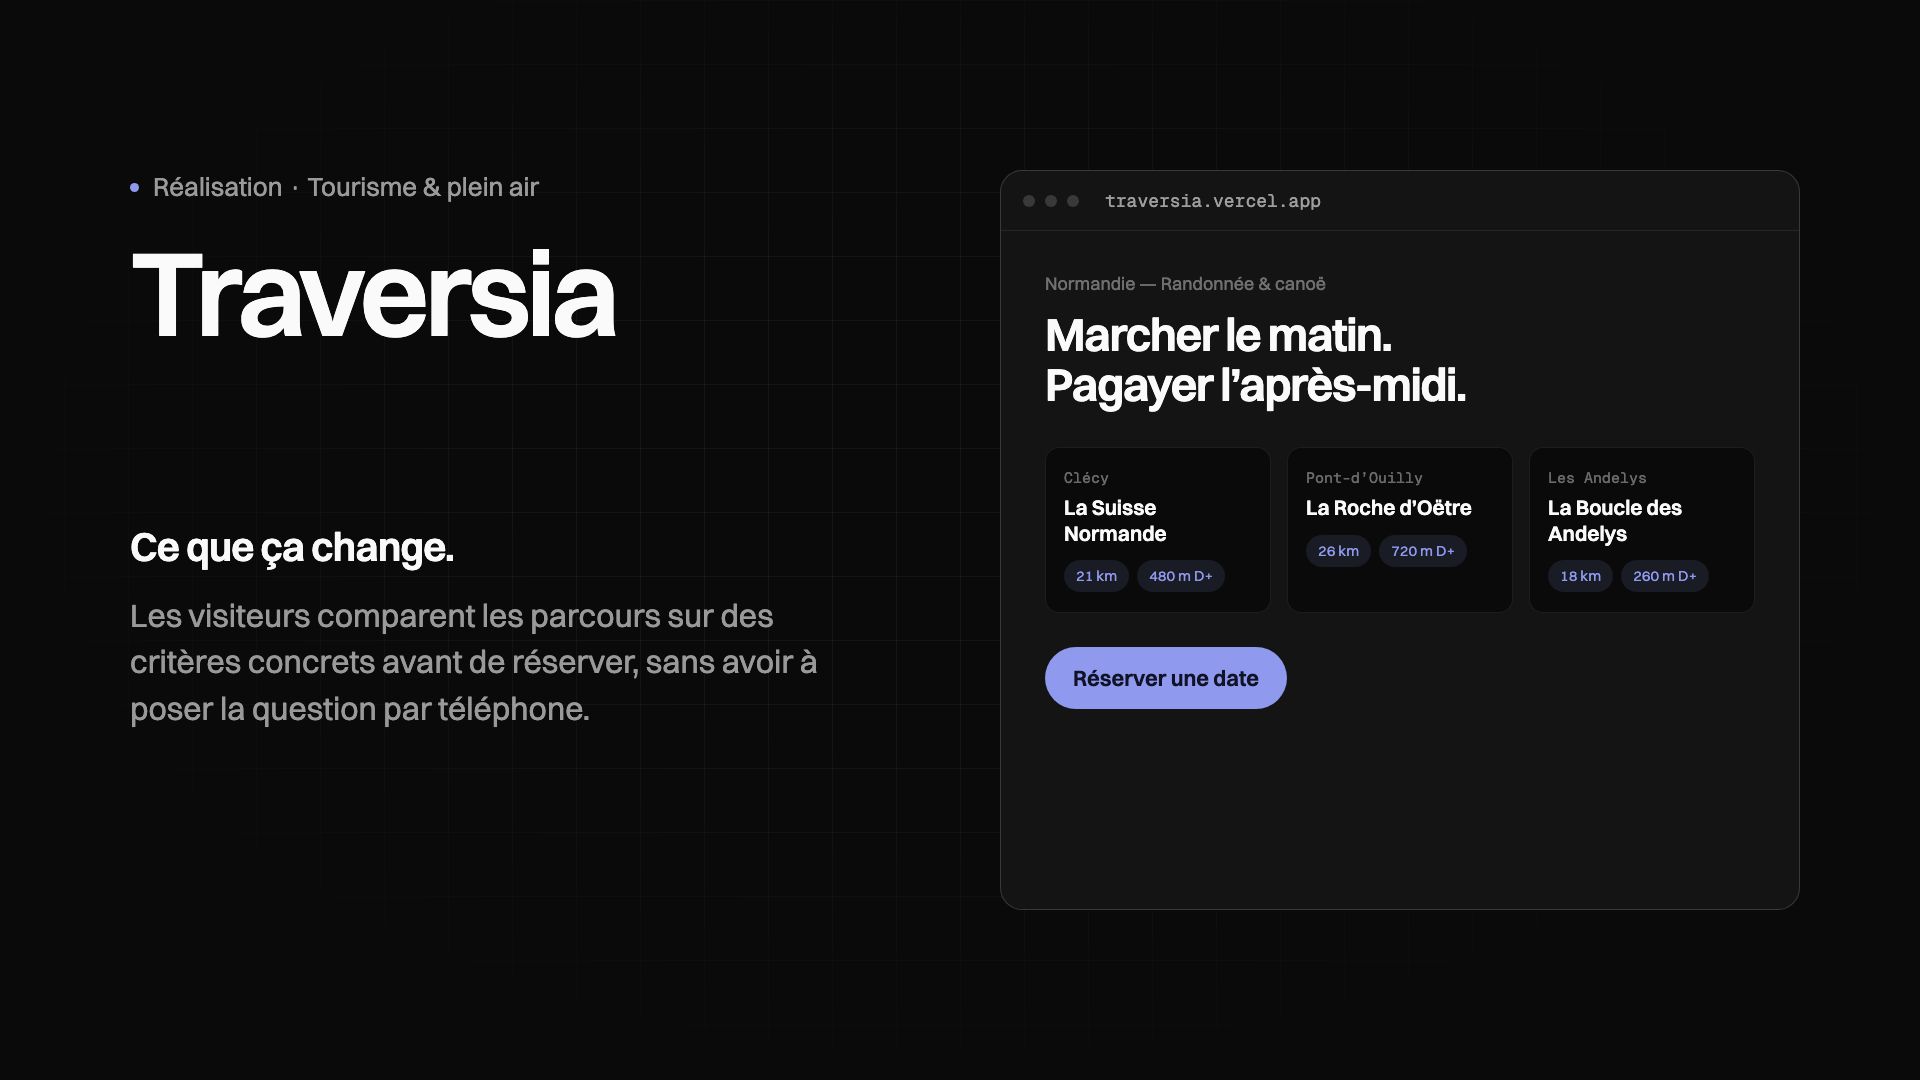 Réalisation · Tourisme & plein air
Traversia
Ce que ça change.
Les visiteurs comparent les parcours sur des
critères concrets avant de réserver, sans avoir à
poser la question par téléphone.
traversia.vercel.app
Normandie — Randonnée & canoë
Marcher le matin.
Pagayer l’après-midi.
Clécy
La Suisse
Normande
21 km
480 m D+
Pont-d’Ouilly
La Roche d’Oëtre
26 km
720 m D+
Les Andelys
La Boucle des
Andelys
18 km
260 m D+
Réserver une date